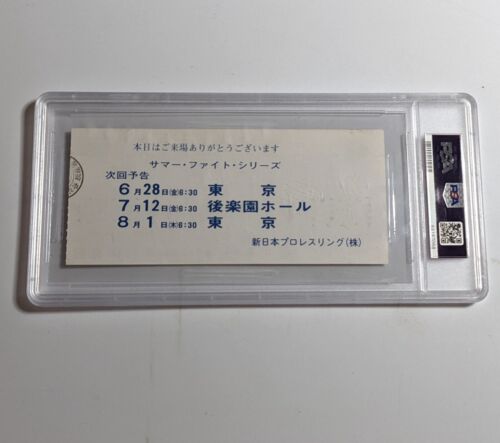 本日はご来場ありがとうございます
サマー・ファイト・シリーズ
次回予告
6月28日(金)6:30 東京
7月12日(金)6:30 後楽園ホール
8月1日(木)6:30 東京
新日本プロレスリング(株)
PSA
PSA